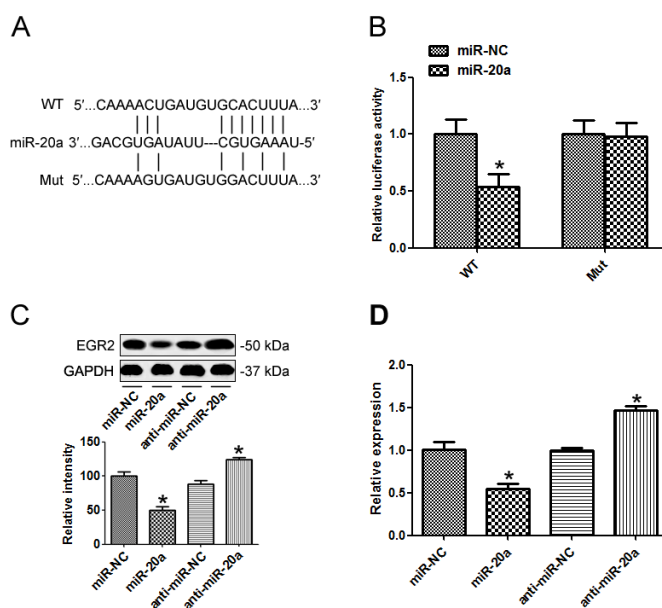 A
WT 5'...CAAAACUGAUGUGCACUUUA...3'
miR-20a 3'-GACGUGAUAUU---CGUGAAAU-5'
Mut 5'...CAAAAGUGAUGUGGACUUUA...3'
B
miR-NC
miR-20a
Relative luciferase activity
1.5
1.0
0.5
0.0
*
WT
Mut
C
EGR2
-50 kDa
GAPDH
-37 kDa
miR-NC
miR-20a
anti-miR-NC
anti-miR-20a
Relative intensity
150
100
50
0
*
*
miR-NC
miR-20a
anti-miR-NC
anti-miR-20a
D
Relative expression
2.0
1.5
1.0
0.5
0.0
*
*
miR-NC
miR-20a
anti-miR-NC
anti-miR-20a